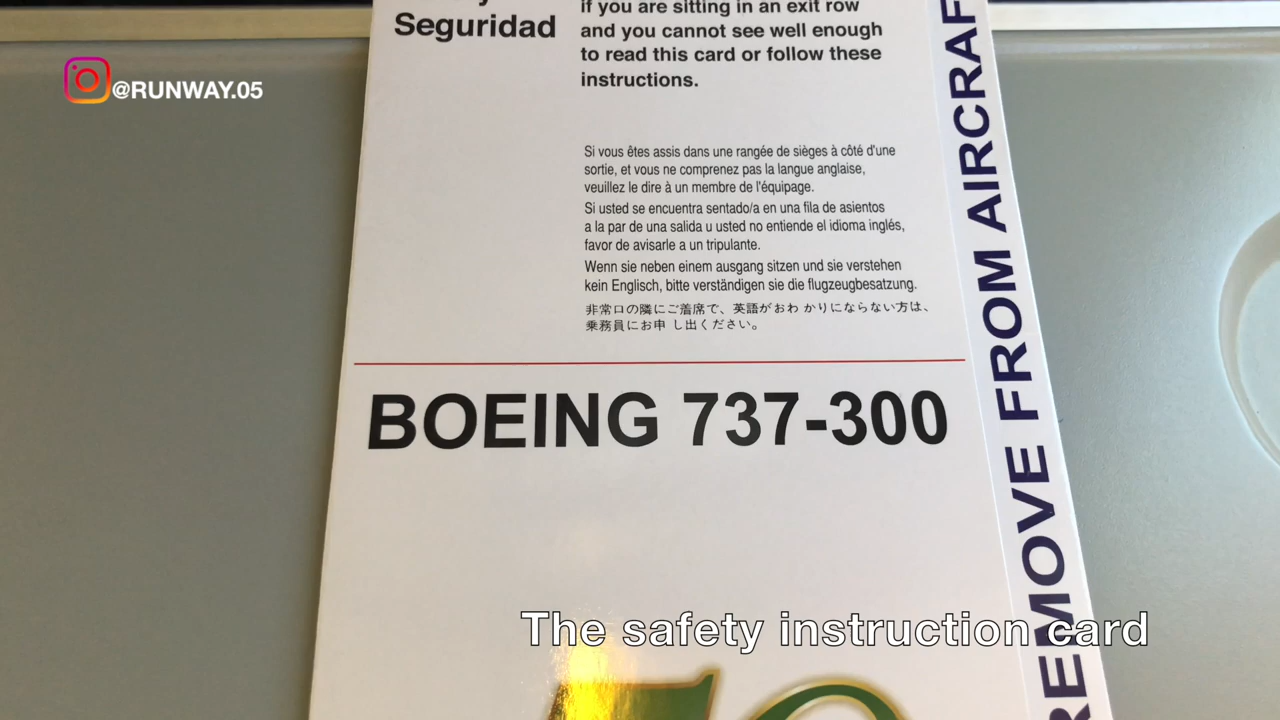 Seguridad
if you are sitting in an exit row
and you cannot see well enough
to read this card or follow these
instructions.
@RUNWAY.05
Si vous êtes assis dans une rangée de sièges à côté d'une
sortie, et vous ne comprenez pas la langue anglaise,
veuillez le dire à un membre de l'équipage.
Si usted se encuentra sentado/a en una fila de asientos
a la par de una salida u usted no entiende el idioma inglés,
favor de avisarle a un tripulante.
Wenn sie neben einem ausgang sitzen und sie verstehen
kein Englisch, bitte verständigen sie die flugzeugbesatzung.
非常口の隣にご着席で、英語がおわ かりにならない方は、
乗務員にお申 し出ください。
BOEING 737-300
REMOVE FROM AIRCRAF
The safety instruction card